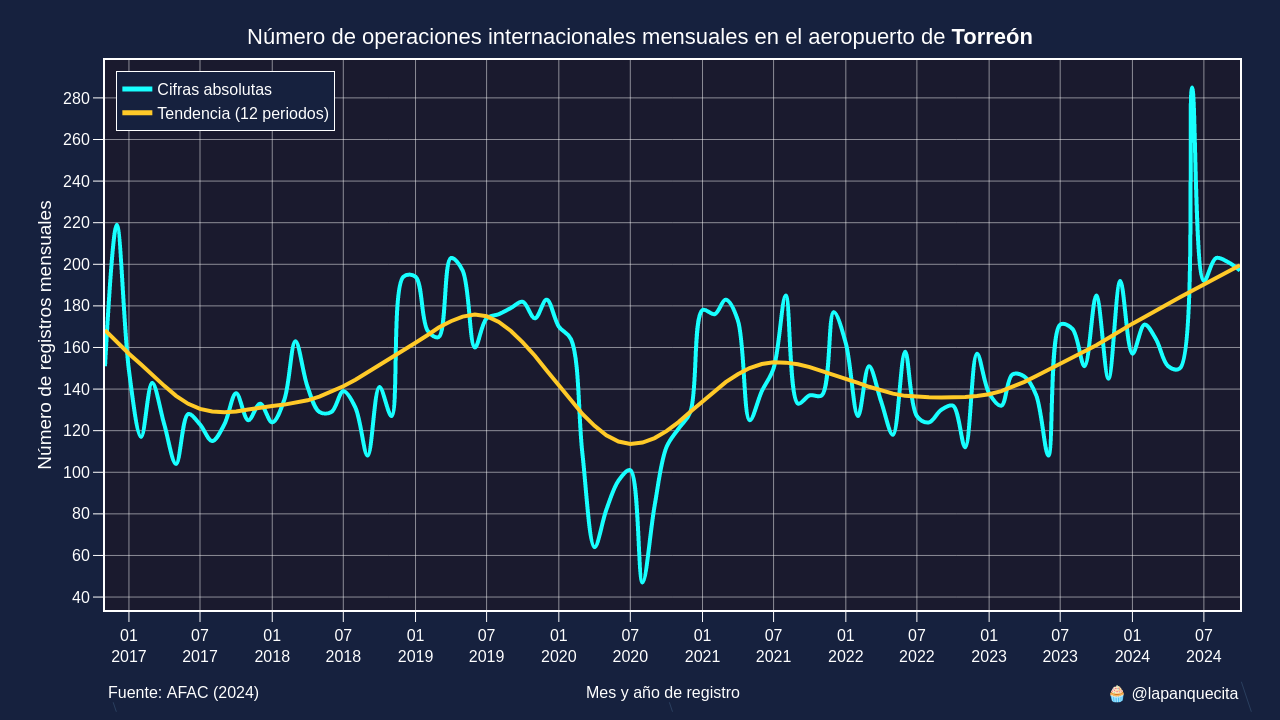 Número de operaciones internacionales mensuales en el aeropuerto de Torreón
Cifras absolutas
Tendencia (12 periodos)
Número de registros mensuales
280
260
240
220
200
180
160
140
120
100
80
60
40
01 07 01 07 01 07 01 07 01 07 01 07 01 07 01 07
2017 2017 2018 2018 2019 2019 2020 2020 2021 2021 2022 2022 2023 2023 2024 2024
Fuente: AFAC (2024) Mes y año de registro 🧁 @lapanquecita